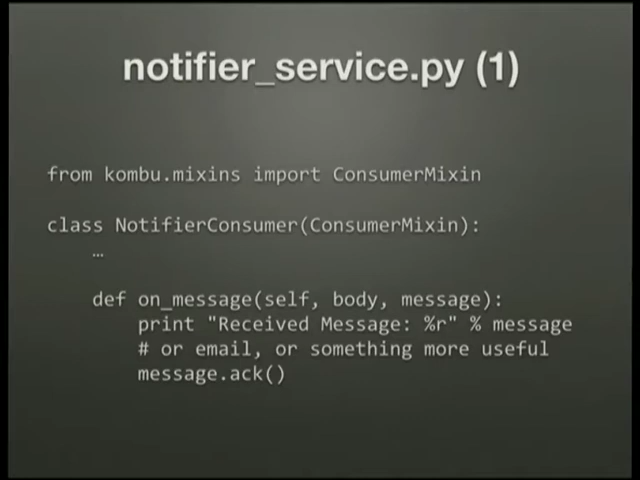 notifier_service.py (1)
from kombu.mixins import ConsumerMixin
class NotifierConsumer(ConsumerMixin):
…
def on_message(self, body, message):
print "Received Message: %r" % message
# or email, or something more useful
message.ack()